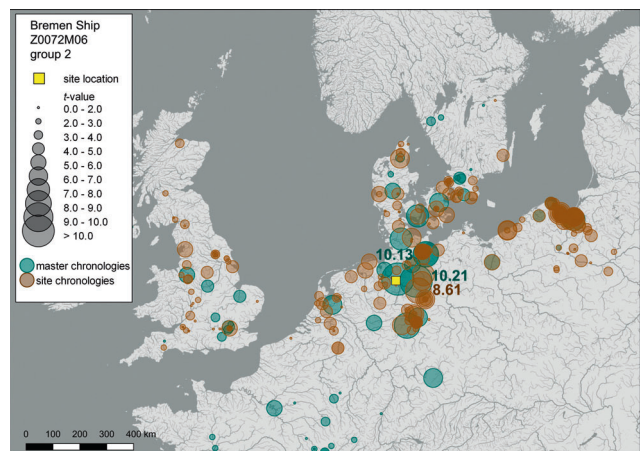 Bremen Ship
Z0072M06
group 2
site location
t-value
0.0 - 2.0
2.0 - 3.0
3.0 - 4.0
4.0 - 5.0
5.0 - 6.0
6.0 - 7.0
7.0 - 8.0
8.0 - 9.0
9.0 - 10.0
> 10.0
master chronologies
site chronologies
10.13
10.21
8.61
0 100 200 300 400 km